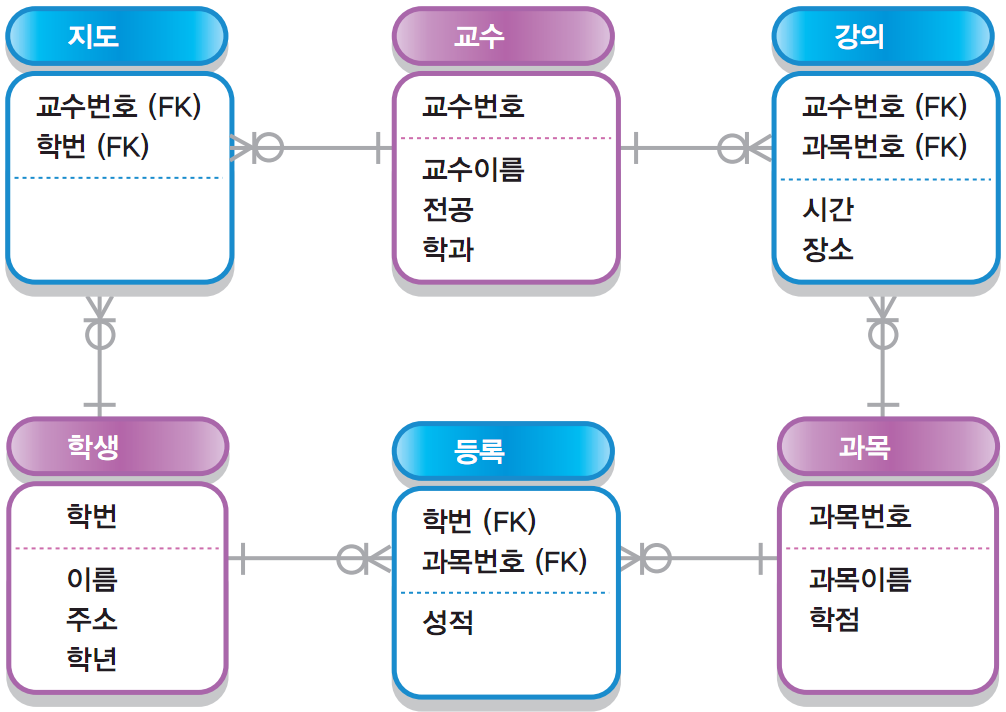 지도
교수번호 (FK)
학번 (FK)
교수
교수번호
교수이름
전공
학과
강의
교수번호 (FK)
과목번호 (FK)
시간
장소
학생
학번
이름
주소
학년
등록
학번 (FK)
과목번호 (FK)
성적
과목
과목번호
과목이름
학점